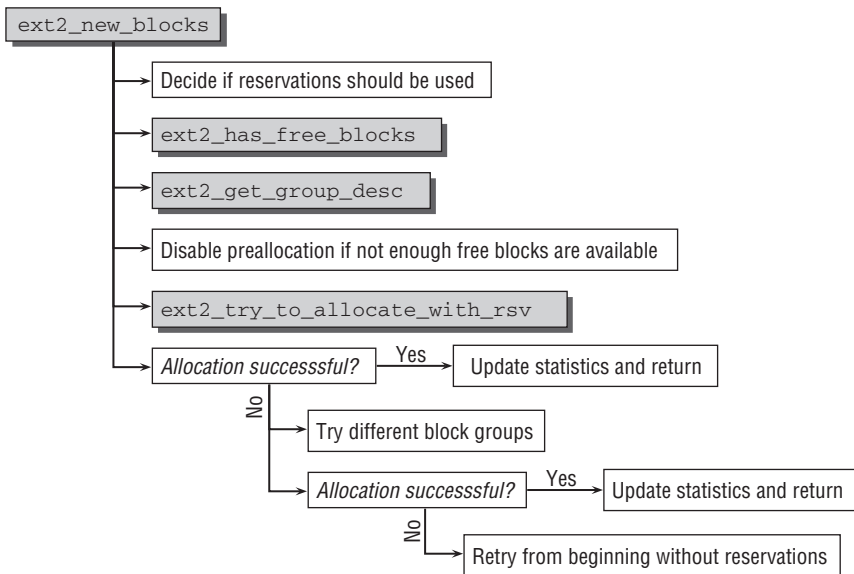 ext2_new_blocks
Decide if reservations should be used
ext2_has_free_blocks
ext2_get_group_desc
Disable preallocation if not enough free blocks are available
ext2_try_to_allocate_with_rsv
Allocation successsful?
Yes
Update statistics and return
No
Try different block groups
Allocation successsful?
Yes
Update statistics and return
No
Retry from beginning without reservations